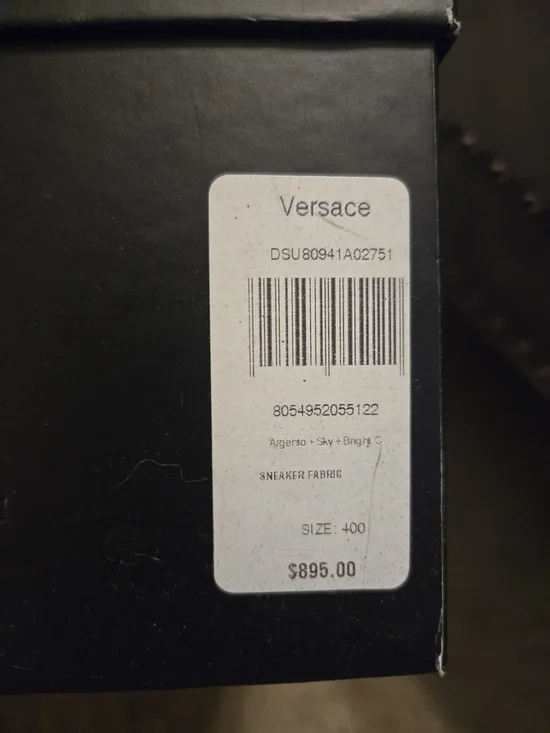 Versace
DSU80941A02751
8054952055122
Argento + Sky + Bright C
SNEAKER FABRIC
SIZE: 400
$895.00